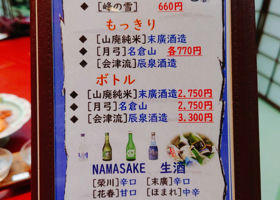 [峰の雪] 660円
もっきり
◆ [山廃純米]末廣酒造
◆ [月弓]名倉山 各770円
◆ [会津流]辰泉酒造
ボトル
◆ [山廃純米]末廣酒造2,750円
◆ [月弓]名倉山 2,750円
◆ [会津流]辰泉酒造 3,300円
NAMASAKE 生酒
[榮川]辛口 [末廣]辛口
[花春]甘口 [ほまれ]中辛